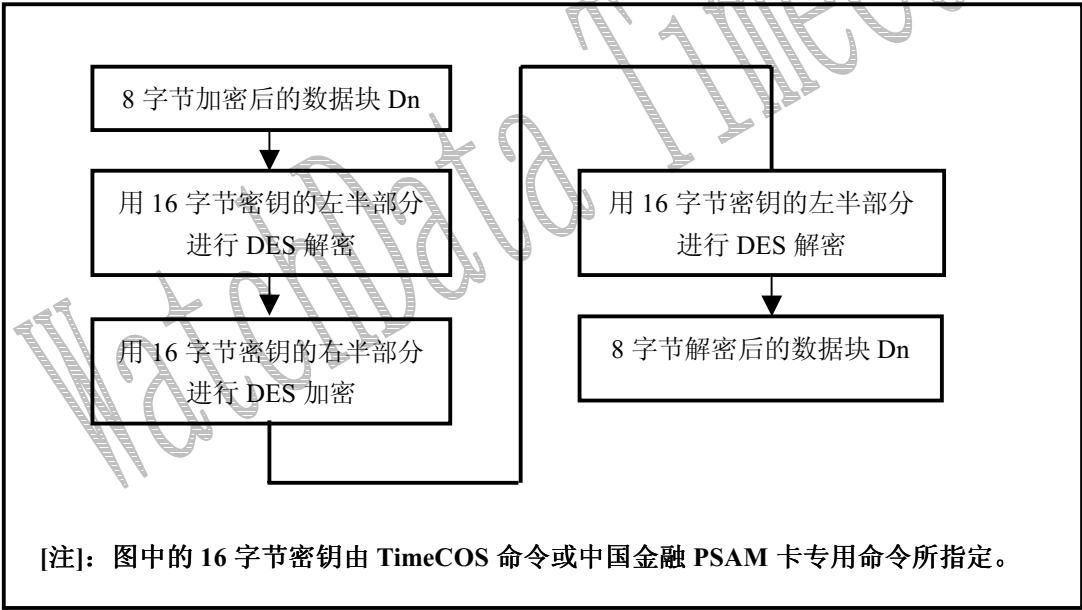 8 字节加密后的数据块 Dn
用 16 字节密钥的左半部分
进行 DES 解密
用 16 字节密钥的右半部分
进行 DES 加密
用 16 字节密钥的左半部分
进行 DES 解密
8 字节解密后的数据块 Dn
[注]：图中的 16 字节密钥由 TimeCOS 命令或中国金融 PSAM 卡专用命令所指定。
WatchData Time